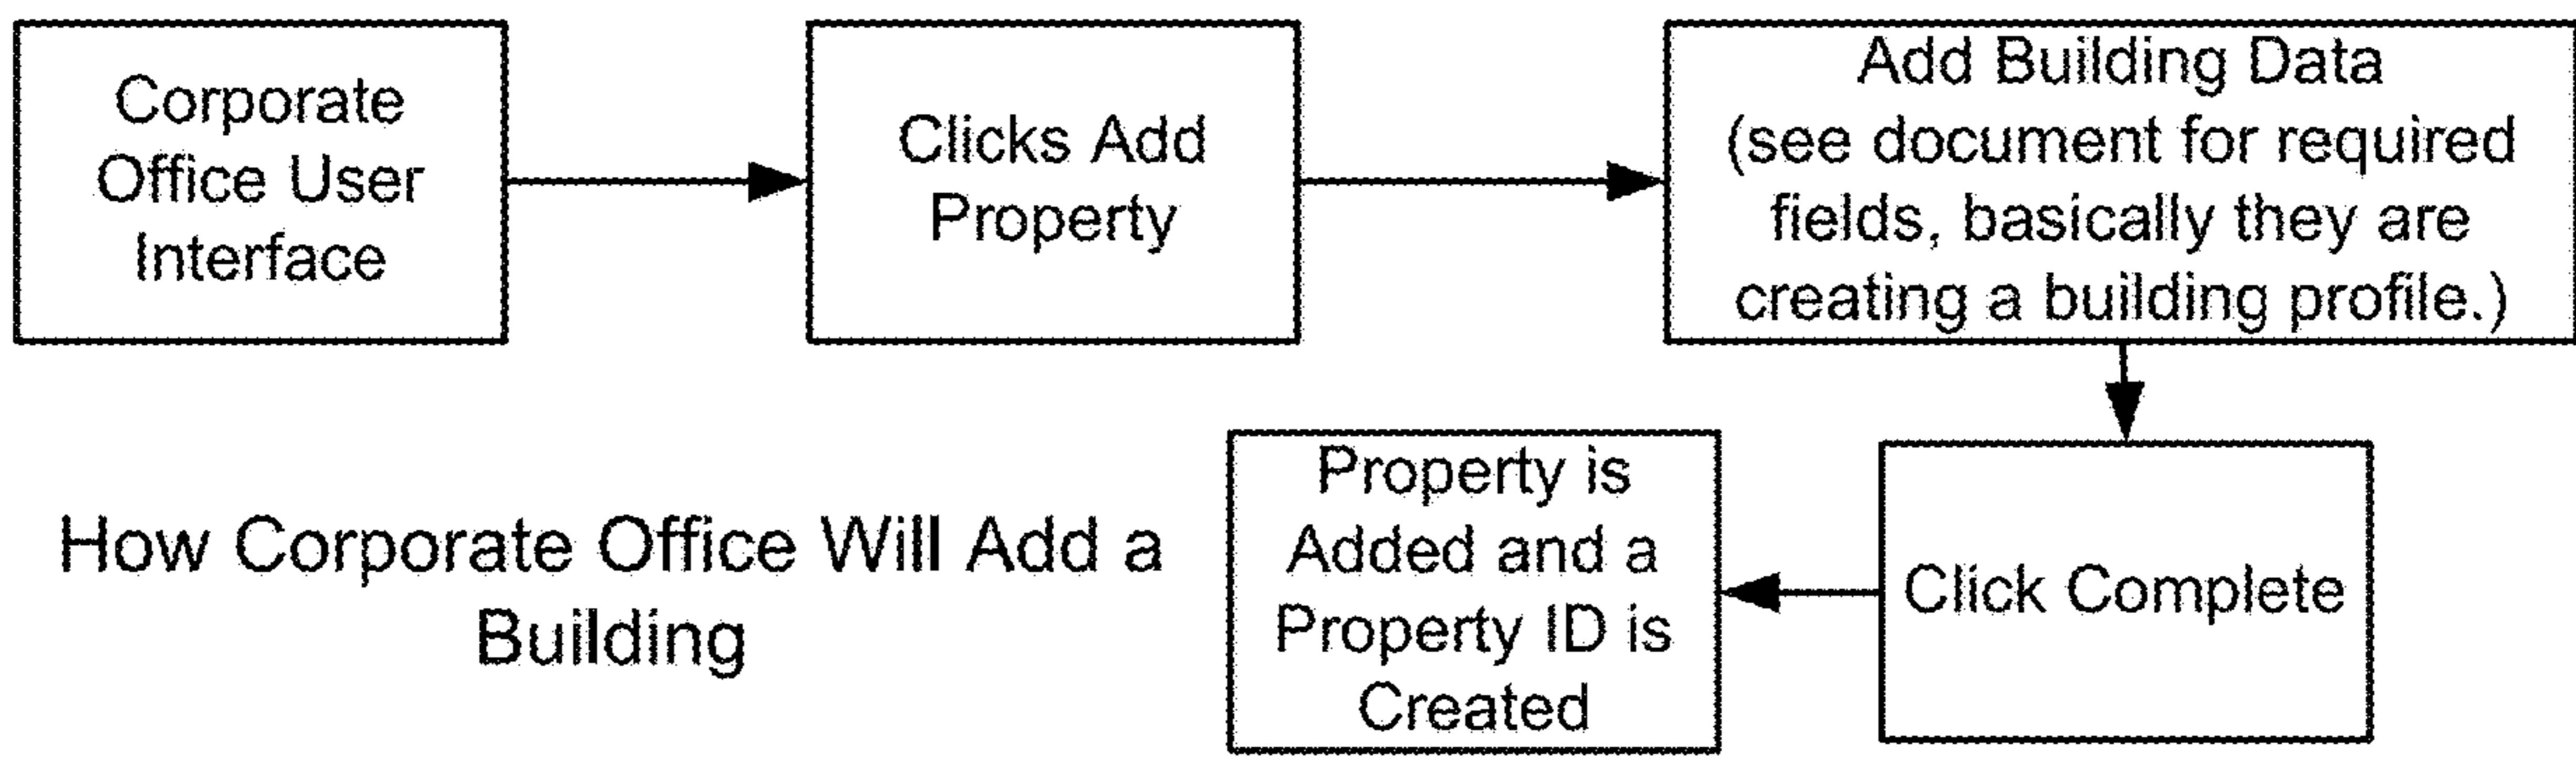 Corporate
Office User
Interface
Clicks Add
Property
Add Building Data
(see document for required
fields, basically they are
creating a building profile.)
Click Complete
Property is
Added and a
Property ID is
Created
How Corporate Office Will Add a
Building